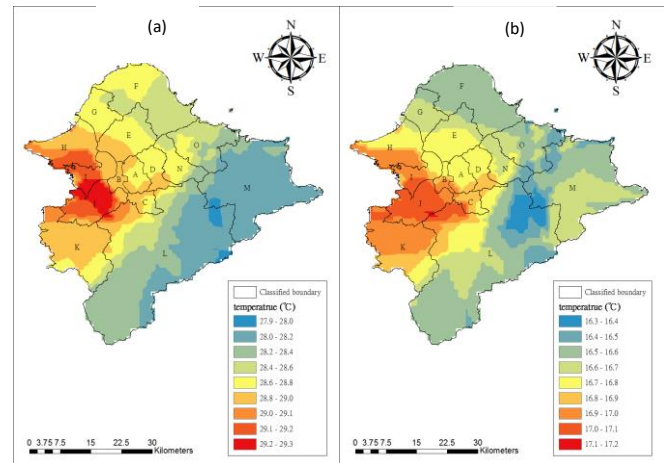 (a)
N
W E
S
F
G
E
H
O
I
A D
B
N
C
J
M
K
L
Classified boundary
temperatrue (℃)
27.9 - 28.0
28.0 - 28.2
28.2 - 28.4
28.4 - 28.6
28.6 - 28.8
28.8 - 29.0
29.0 - 29.1
29.1 - 29.2
29.2 - 29.3
0 3.75 7.5 15 22.5 30
Kilometers
(b)
N
W E
S
F
G
E
H
O
I
A D
B
N
C
J
M
K
L
Classified boundary
temperatrue (℃)
16.3 - 16.4
16.4 - 16.5
16.5 - 16.6
16.6 - 16.7
16.7 - 16.8
16.8 - 16.9
16.9 - 17.0
17.0 - 17.1
17.1 - 17.2
0 3.75 7.5 15 22.5 30
Kilometers